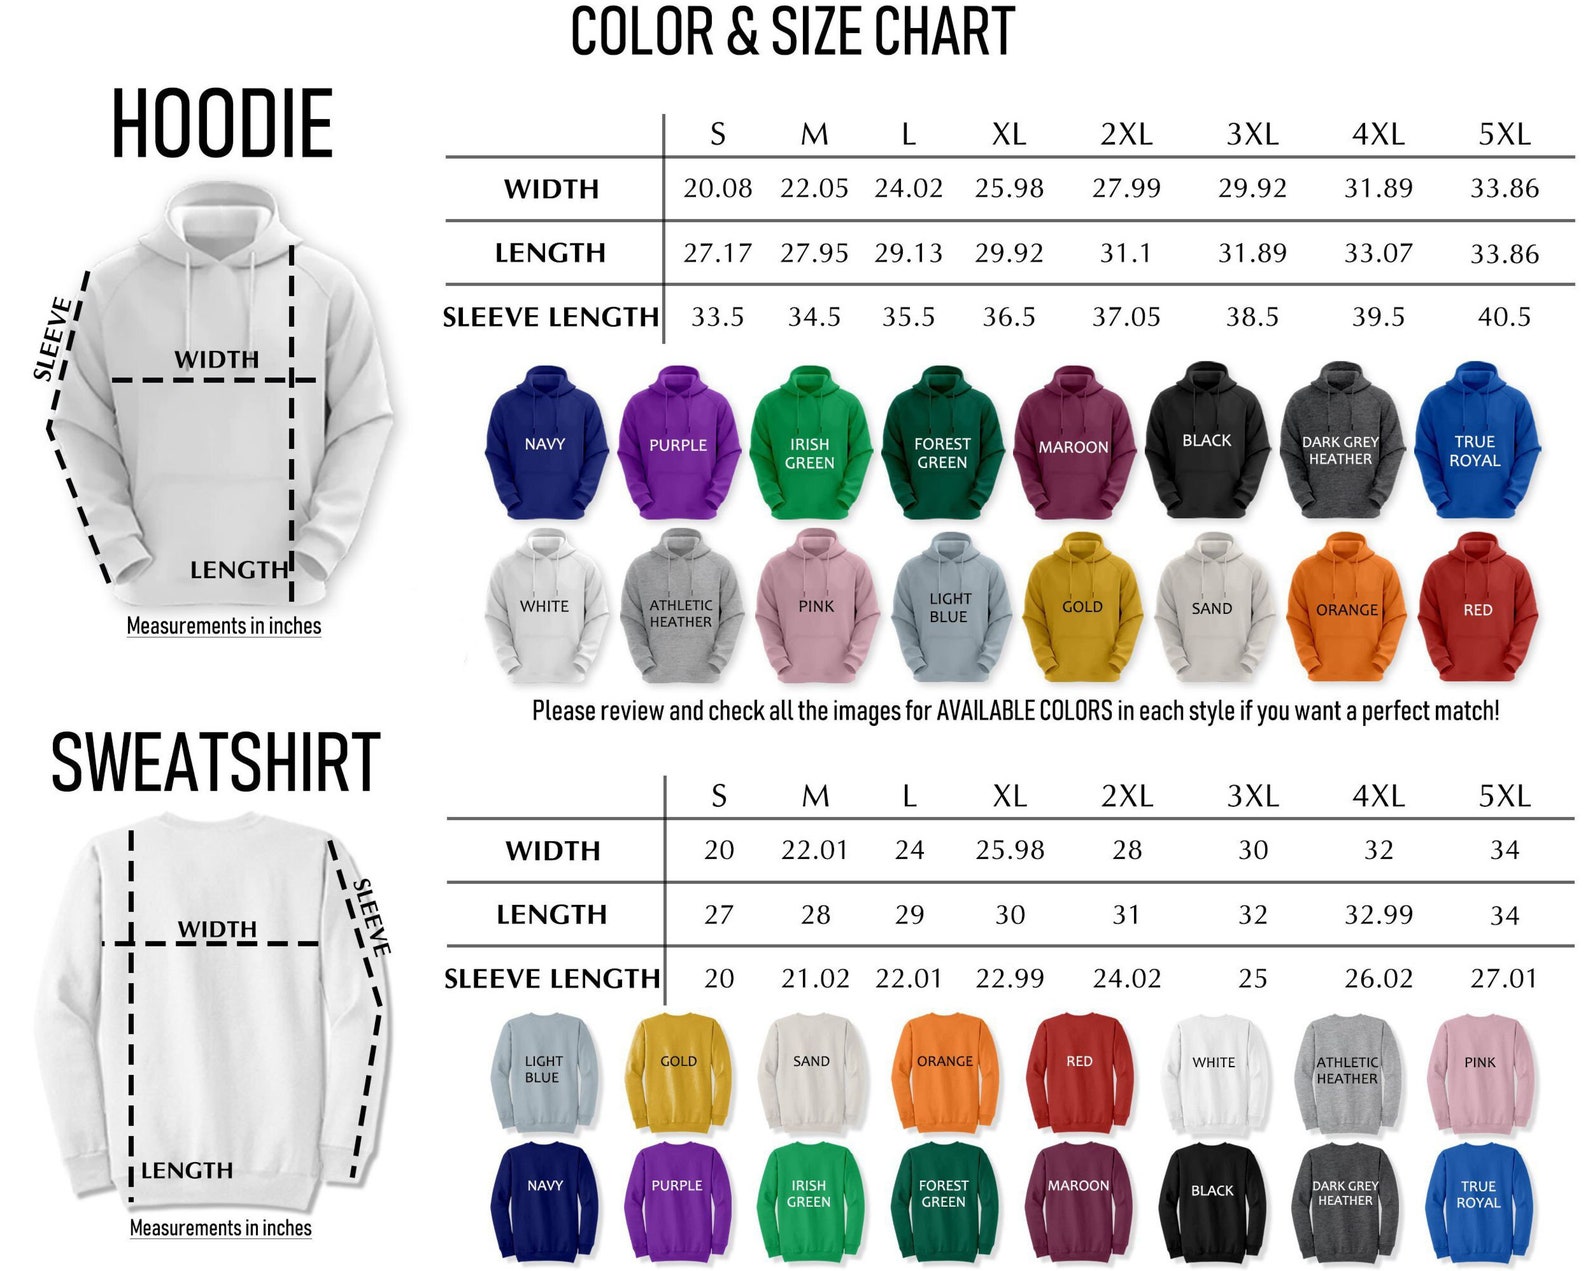 COLOR & SIZE CHART
HOODIE
S M L XL 2XL 3XL 4XL 5XL
WIDTH 20.08 22.05 24.02 25.98 27.99 29.92 31.89 33.86
LENGTH 27.17 27.95 29.13 29.92 31.1 31.89 33.07 33.86
SLEEVE LENGTH 33.5 34.5 35.5 36.5 37.05 38.5 39.5 40.5
SLEEVE
WIDTH
LENGTH
Measurements in inches
NAVY
PURPLE
IRISH
GREEN
FOREST
GREEN
MAROON
BLACK
DARK GREY
HEATHER
TRUE
ROYAL
WHITE
ATHLETIC
HEATHER
PINK
LIGHT
BLUE
GOLD
SAND
ORANGE
RED
Please review and check all the images for AVAILABLE COLORS in each style if you want a perfect match!
SWEATSHIRT
S M L XL 2XL 3XL 4XL 5XL
WIDTH 20 22.01 24 25.98 28 30 32 34
LENGTH 27 28 29 30 31 32 32.99 34
SLEEVE LENGTH 20 21.02 22.01 22.99 24.02 25 26.02 27.01
SLEEVE
WIDTH
LENGTH
Measurements in inches
LIGHT
BLUE
GOLD
SAND
ORANGE
RED
WHITE
ATHLETIC
HEATHER
PINK
NAVY
PURPLE
IRISH
GREEN
FOREST
GREEN
MAROON
BLACK
DARK GREY
HEATHER
TRUE
ROYAL